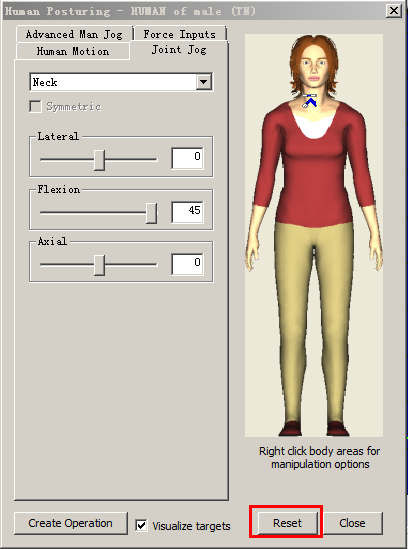 Human Posturing - HUMAN of male (TN)
Advanced Man Jog
Force Inputs
Human Motion
Joint Jog
Neck
Symmetric
Lateral
0
Flexion
45
Axial
0
Right click body areas for
manipulation options
Create Operation
Visualize targets
Reset
Close